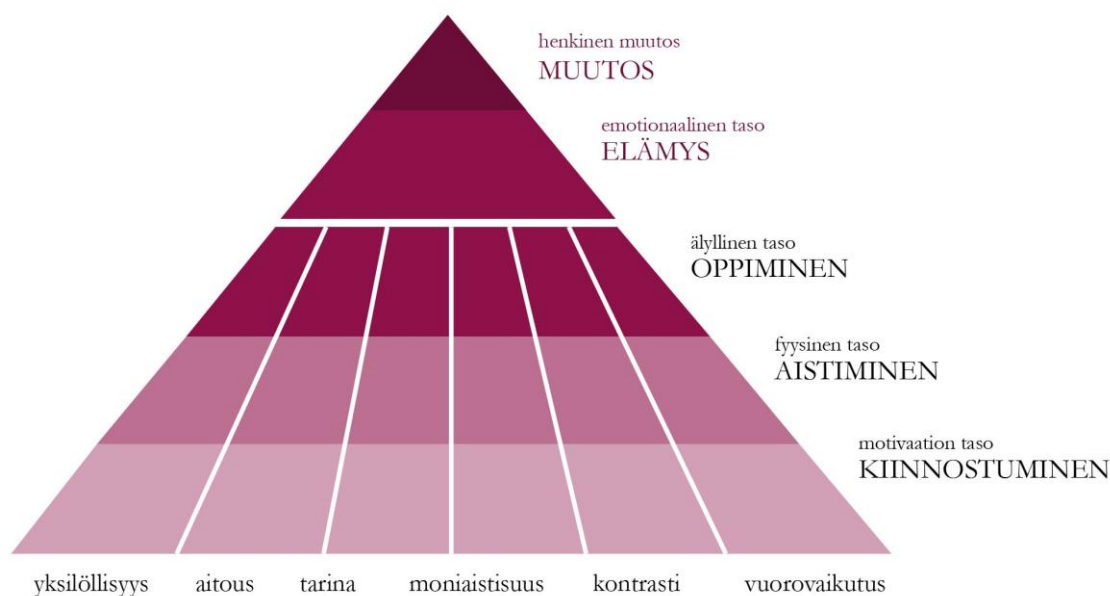 henkinen muutos
MUUTOS
emotionaalinen taso
ELÄMYS
älyllinen taso
OPPIMINEN
fyysinen taso
AISTIMINEN
motivaation taso
KIINNOSTUMINEN
yksilöllisyys aitous tarina moniaistisuus kontrasti vuorovaikutus